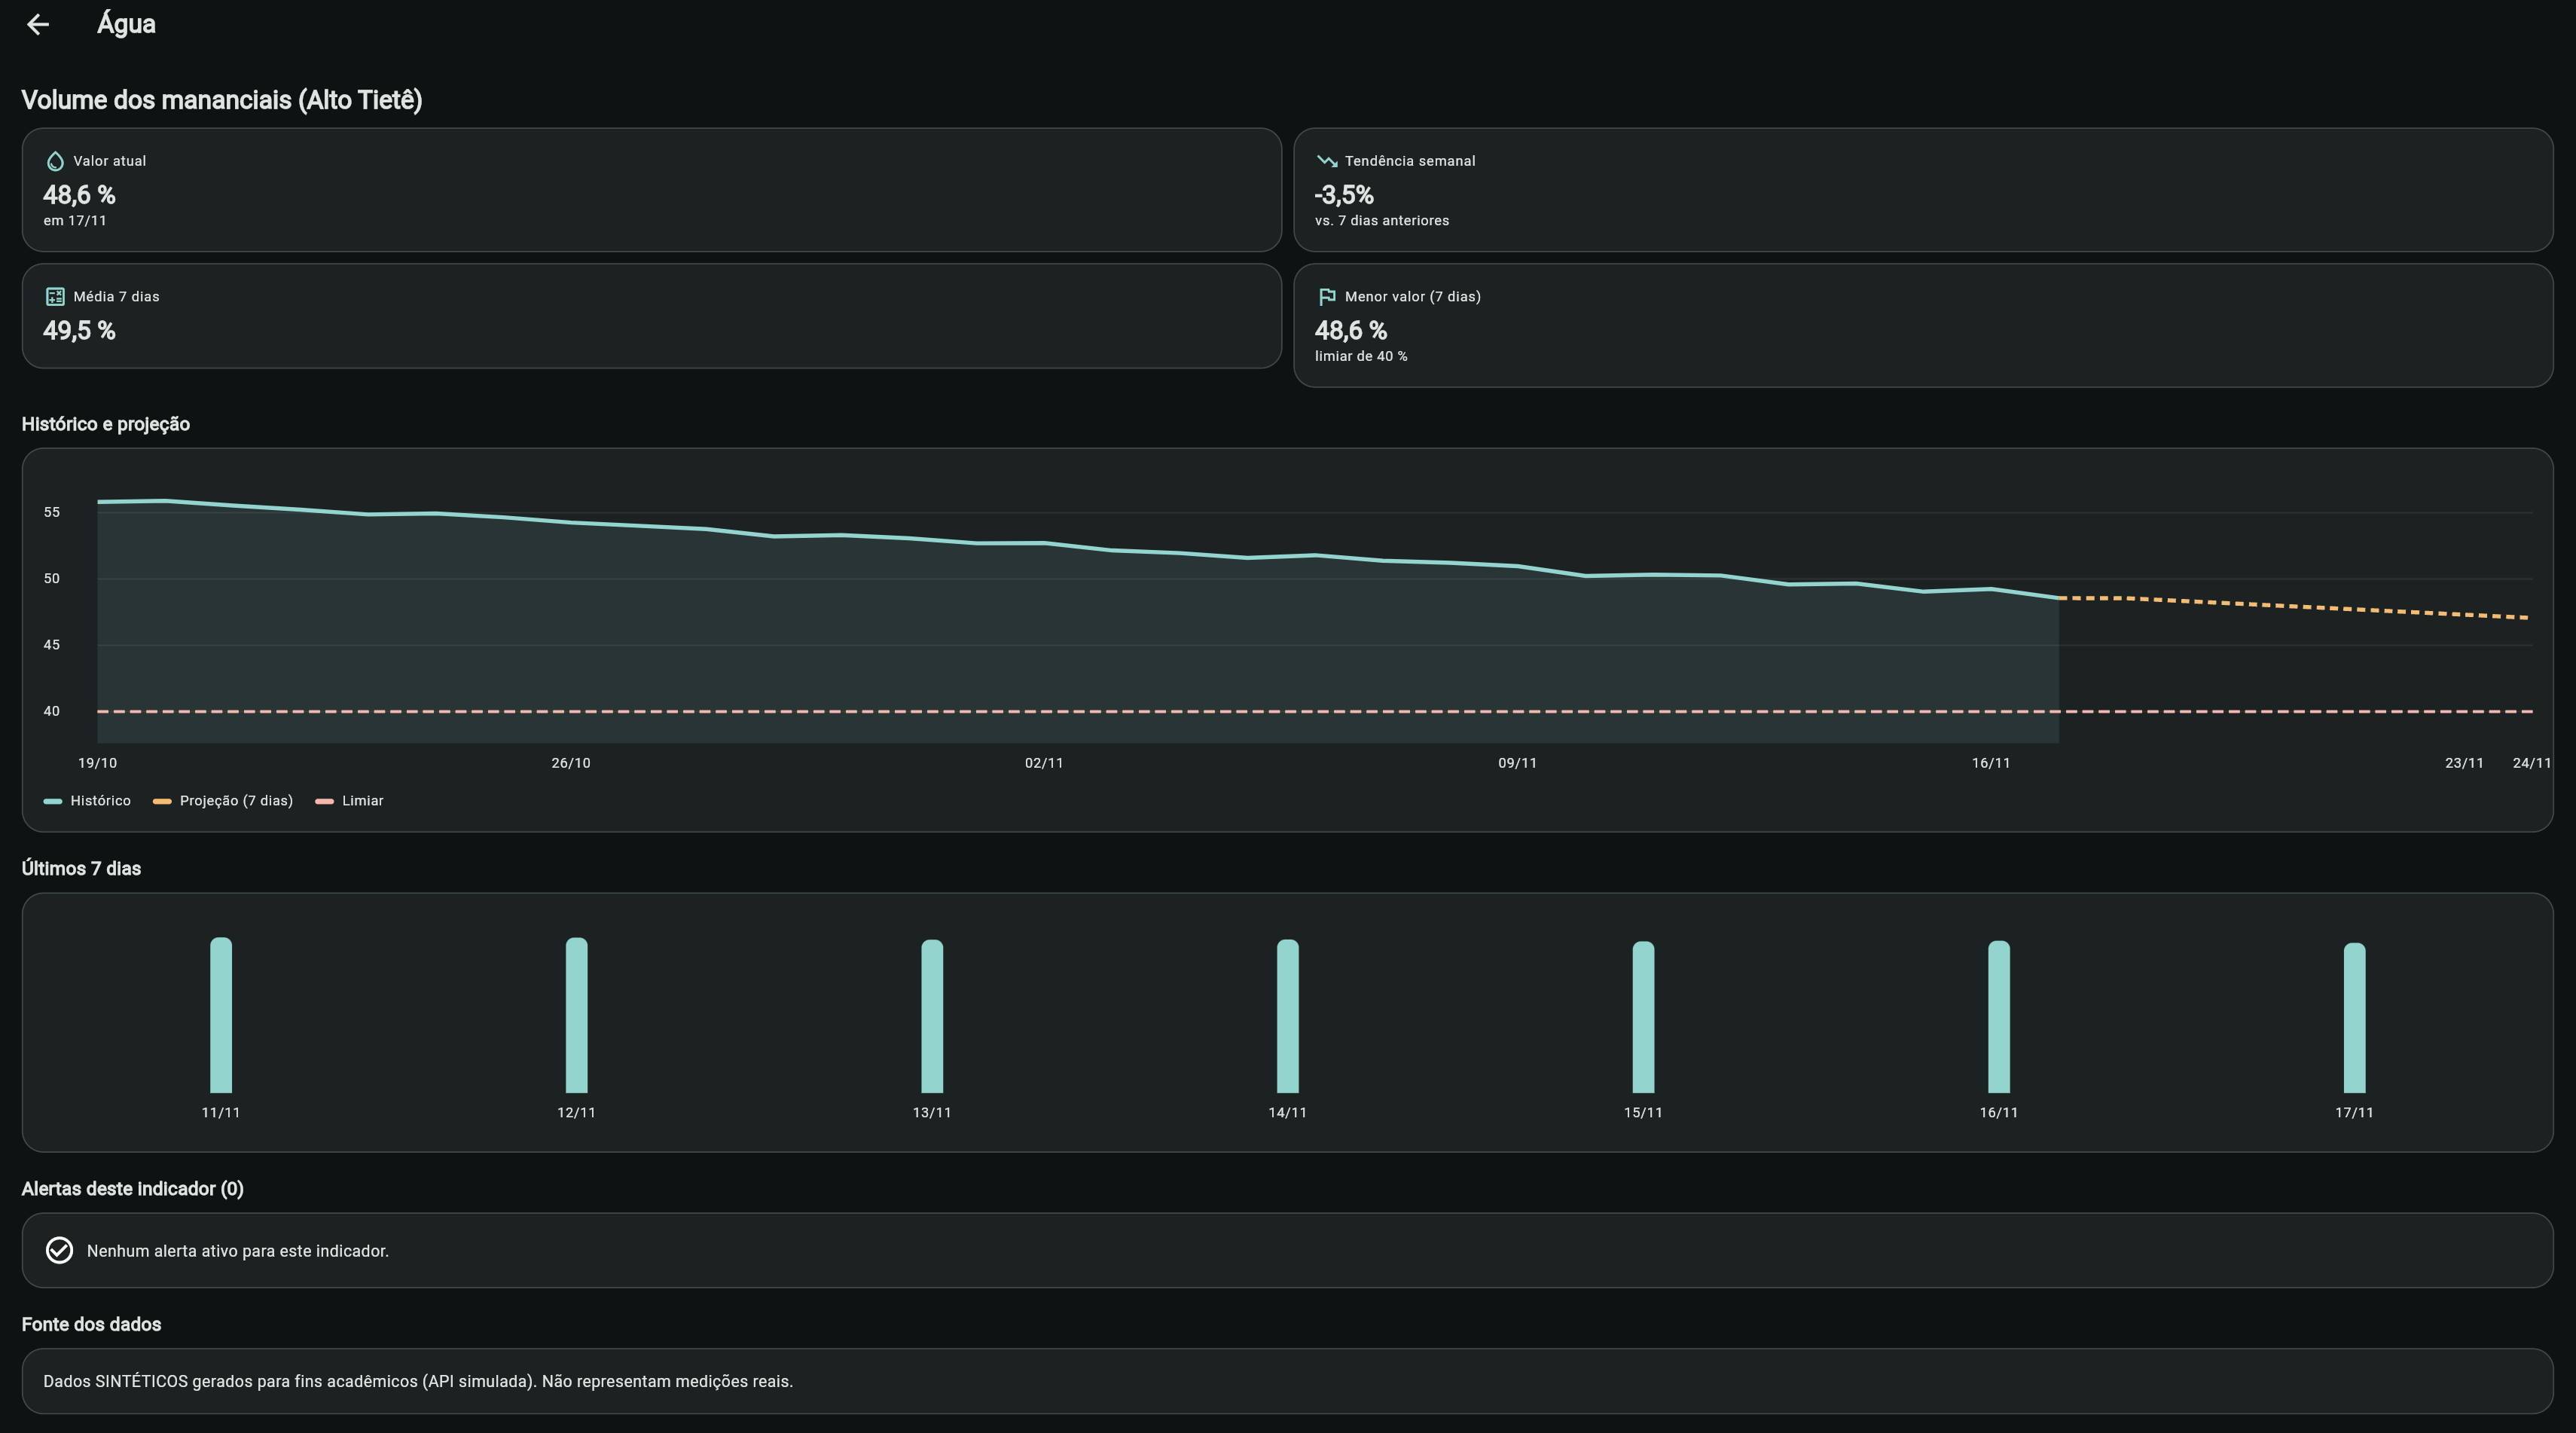 Água
Volume dos mananciais (Alto Tietê)
Valor atual
48,6 %
em 17/11
Tendência semanal
-3,5%
vs. 7 dias anteriores
Média 7 dias
49,5 %
Menor valor (7 dias)
48,6 %
limiar de 40 %
Histórico e projeção
55
50
45
40
19/10 26/10 02/11 09/11 16/11 23/11 24/11
Histórico Projeção (7 dias) Limiar
Últimos 7 dias
11/11 12/11 13/11 14/11 15/11 16/11 17/11
Alertas deste indicador (0)
Nenhum alerta ativo para este indicador.
Fonte dos dados
Dados SINTÉTICOS gerados para fins acadêmicos (API simulada). Não representam medições reais.